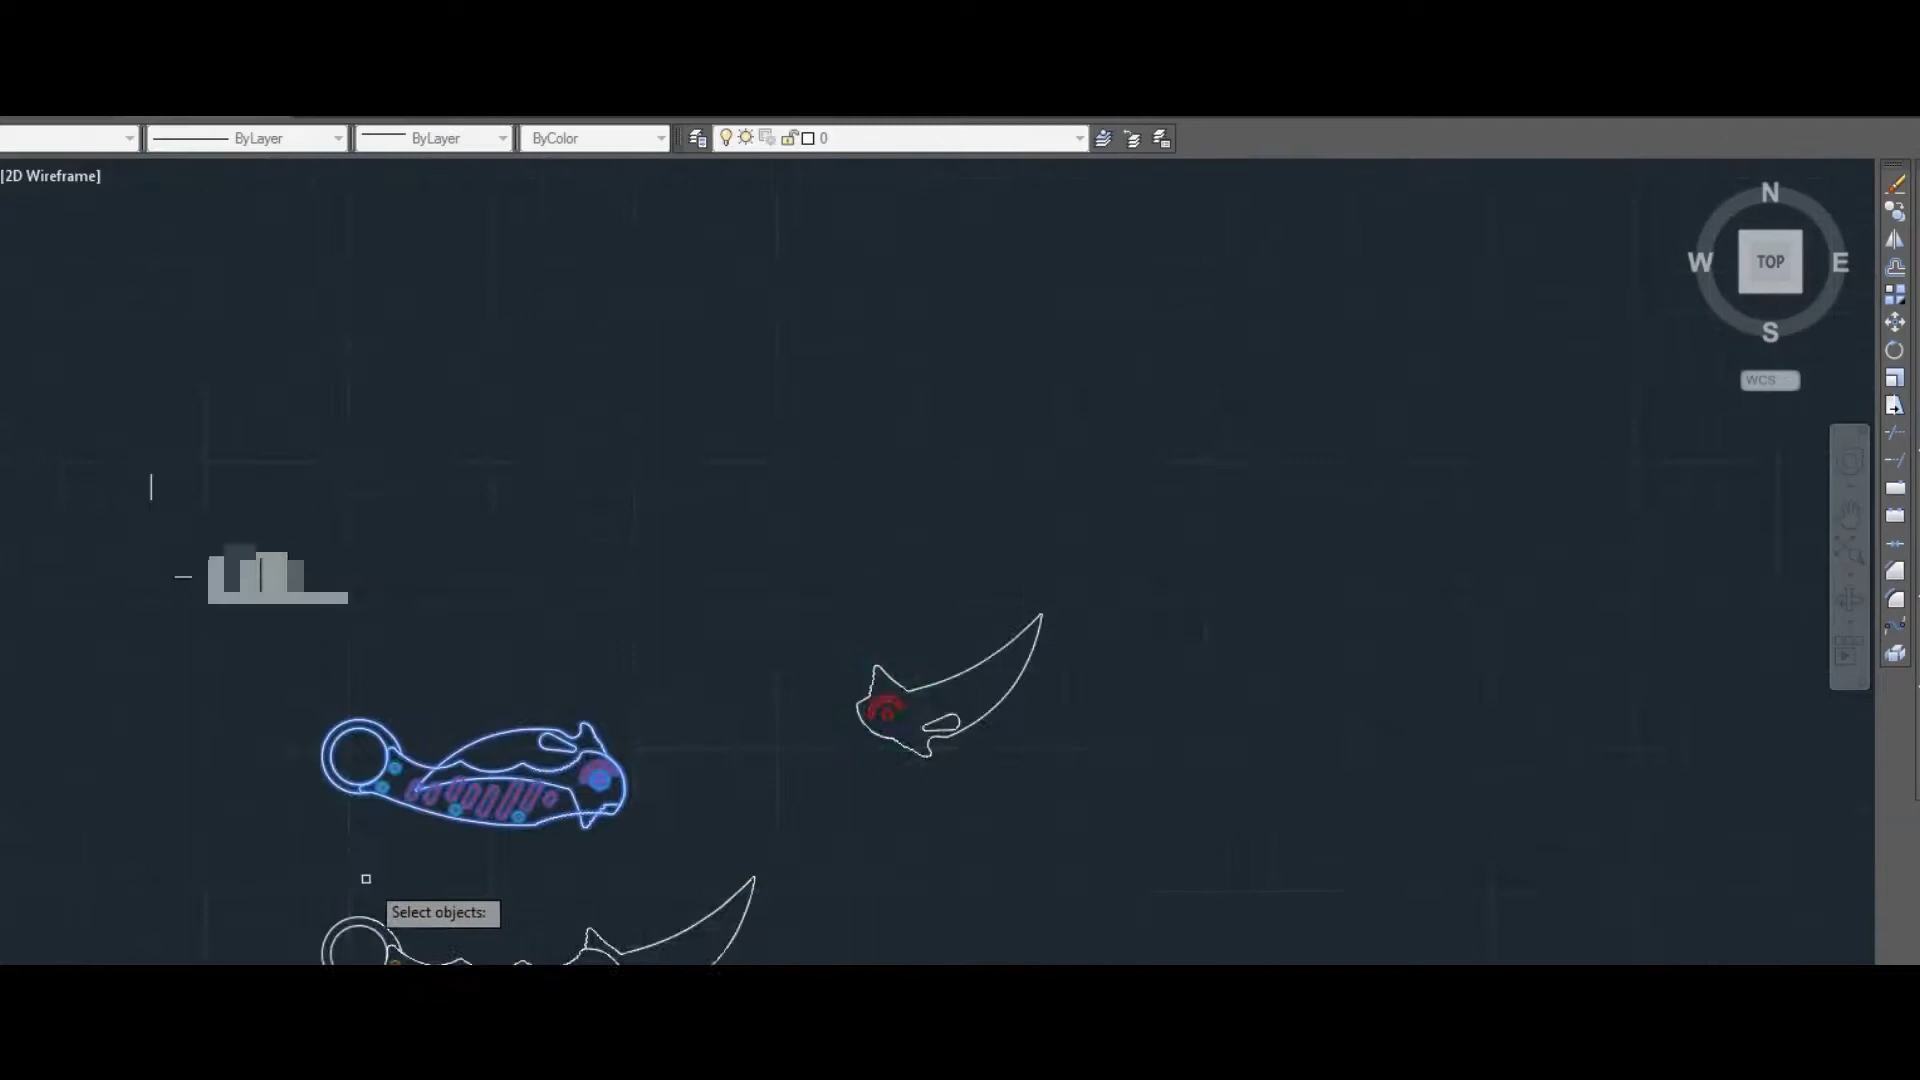 ByLayer
ByLayer
ByColor
0
[2D Wireframe]
N
W
TOP
E
S
WCS
Select objects: